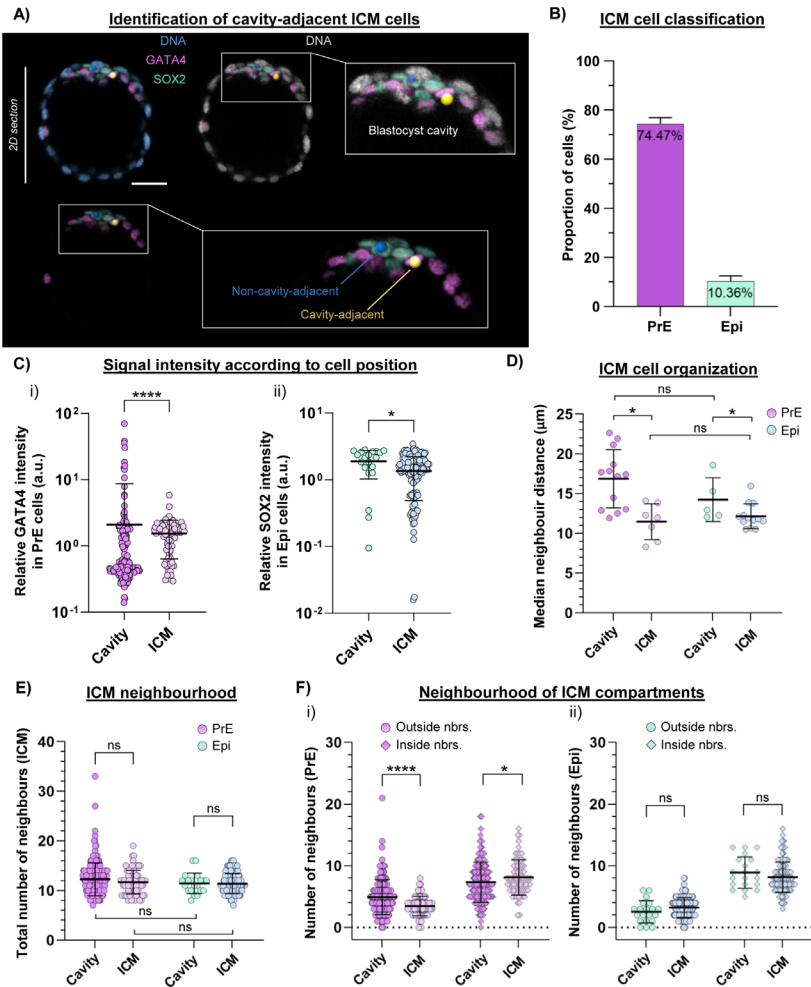 A)
Identification of cavity-adjacent ICM cells
DNA
GATA4
SOX2
DNA
2D section
Blastocyst cavity
Non-cavity-adjacent
Cavity-adjacent
B)
ICM cell classification
Proportion of cells (%)
100
80
60
40
20
0
74.47%
10.36%
PrE
Epi
C)
Signal intensity according to cell position
i)
Relative GATA4 intensity
in PrE cells (a.u.)
10²
10¹
10⁰
10⁻¹
****
Cavity
ICM
ii)
Relative SOX2 intensity
in Epi cells (a.u.)
10¹
10⁰
10⁻¹
10⁻²
*
Cavity
ICM
D)
ICM cell organization
Median neighbouir distance (µm)
25
20
15
10
5
0
ns
*
*
ns
PrE
Epi
Cavity
ICM
Cavity
ICM
E)
ICM neighbourhood
Total number of neighbours (ICM)
40
30
20
10
0
PrE
Epi
ns
ns
ns
ns
Cavity
ICM
Cavity
ICM
F)
Neighbourhood of ICM compartments
i)
Outside nbrs.
Inside nbrs.
Number of neighbours (PrE)
30
20
10
0
****
*
Cavity
ICM
Cavity
ICM
ii)
Outside nbrs.
Inside nbrs.
Number of neighbours (Epi)
30
20
10
0
ns
ns
Cavity
ICM
Cavity
ICM